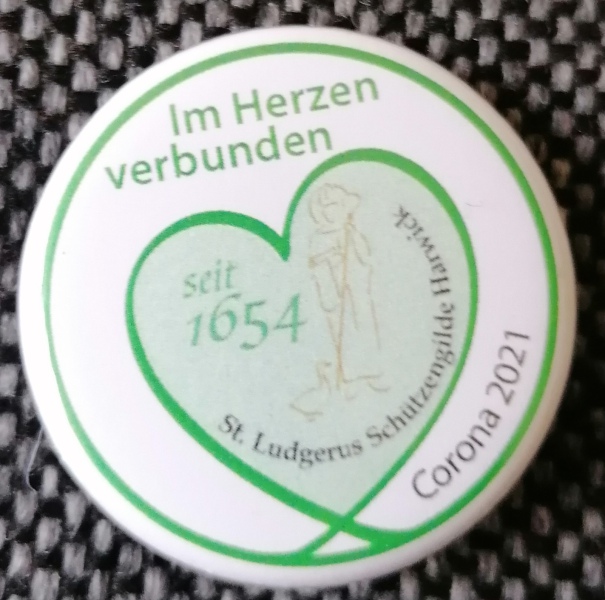 Im Herzen
verbunden
seit
1654
St. Ludgerus Schützengilde Harwick
Corona 2021